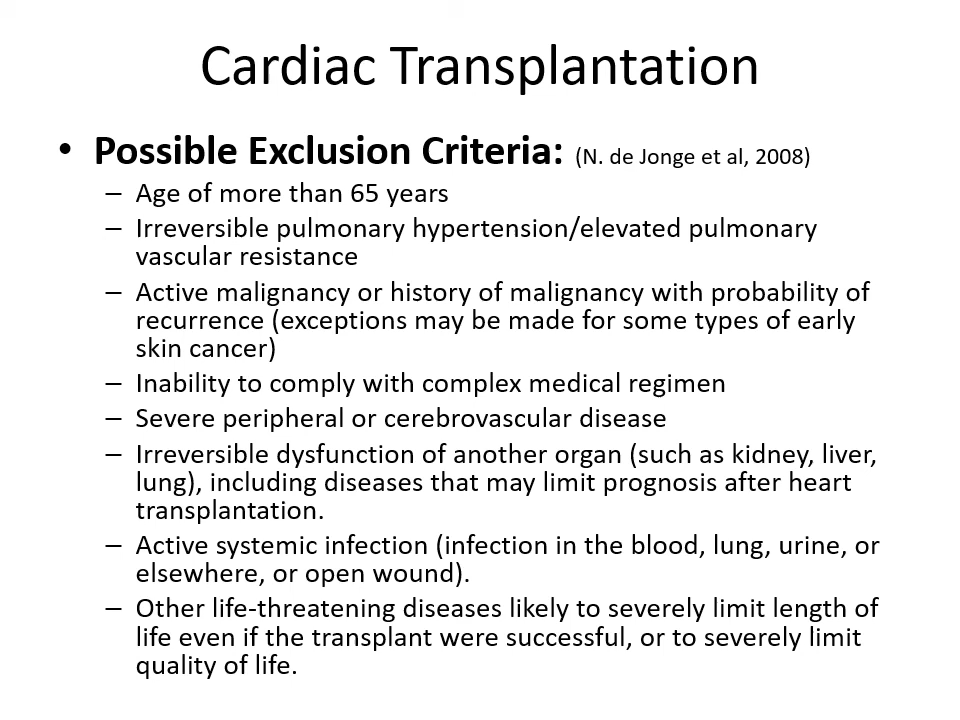 Cardiac Transplantation
• Possible Exclusion Criteria: (N. de Jonge et al, 2008)
– Age of more than 65 years
– Irreversible pulmonary hypertension/elevated pulmonary
vascular resistance
– Active malignancy or history of malignancy with probability of
recurrence (exceptions may be made for some types of early
skin cancer)
– Inability to comply with complex medical regimen
– Severe peripheral or cerebrovascular disease
– Irreversible dysfunction of another organ (such as kidney, liver,
lung), including diseases that may limit prognosis after heart
transplantation.
– Active systemic infection (infection in the blood, lung, urine, or
elsewhere, or open wound).
– Other life-threatening diseases likely to severely limit length of
life even if the transplant were successful, or to severely limit
quality of life.